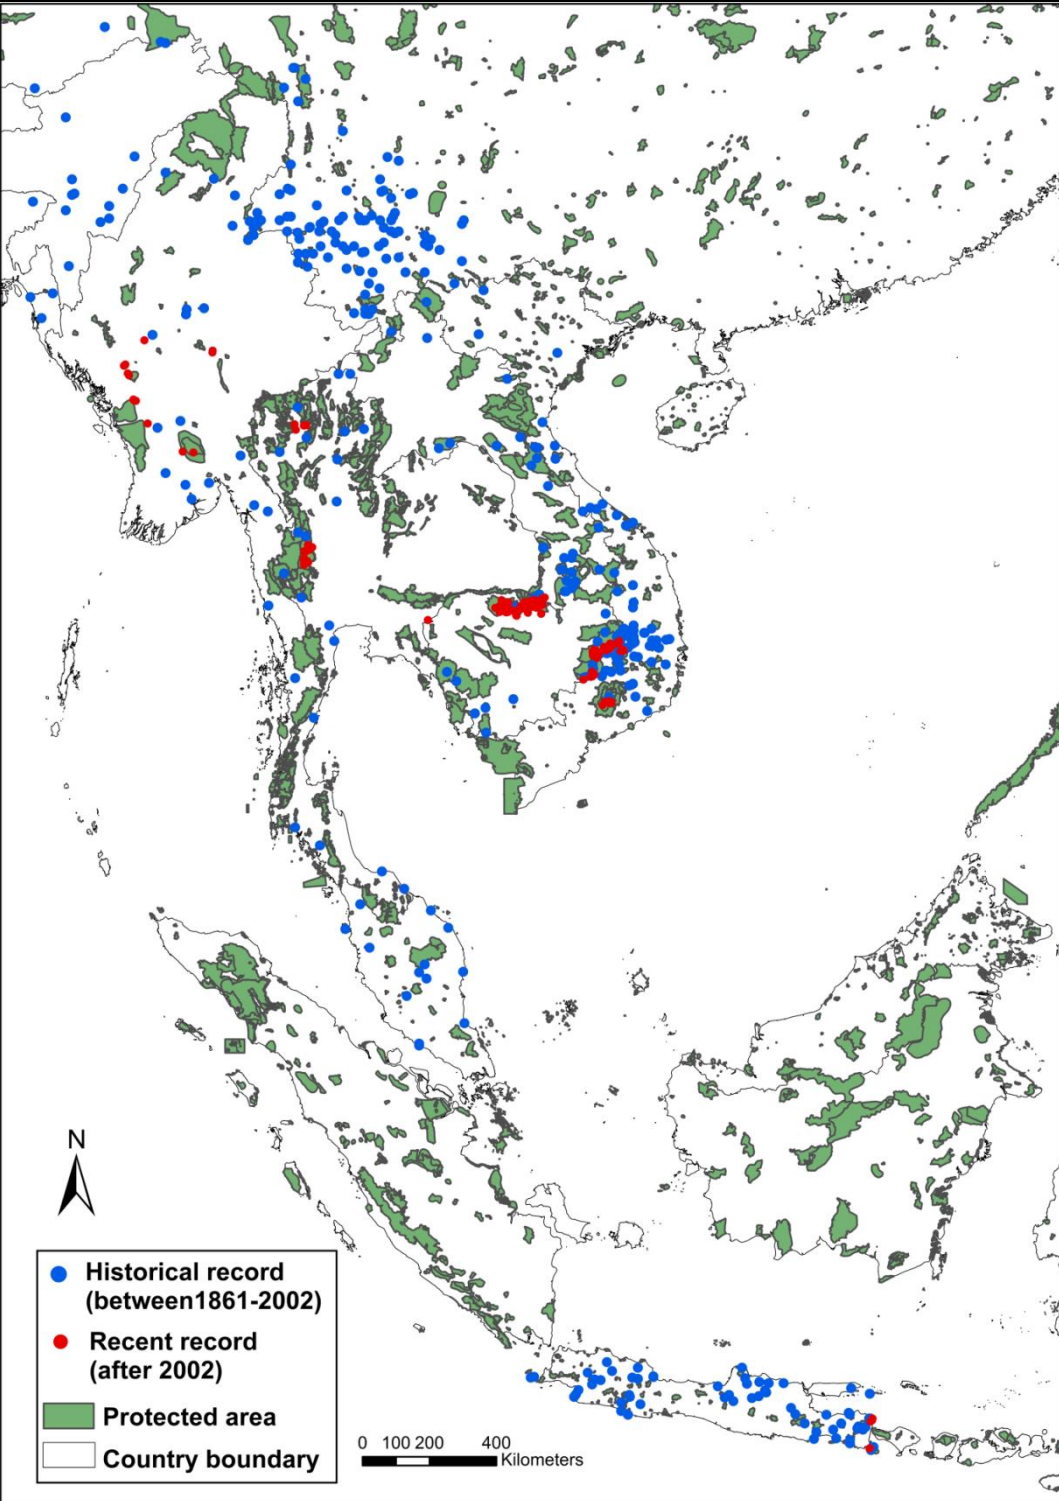 N
Historical record
(between1861-2002)
Recent record
(after 2002)
Protected area
Country boundary
0 100 200 400
Kilometers